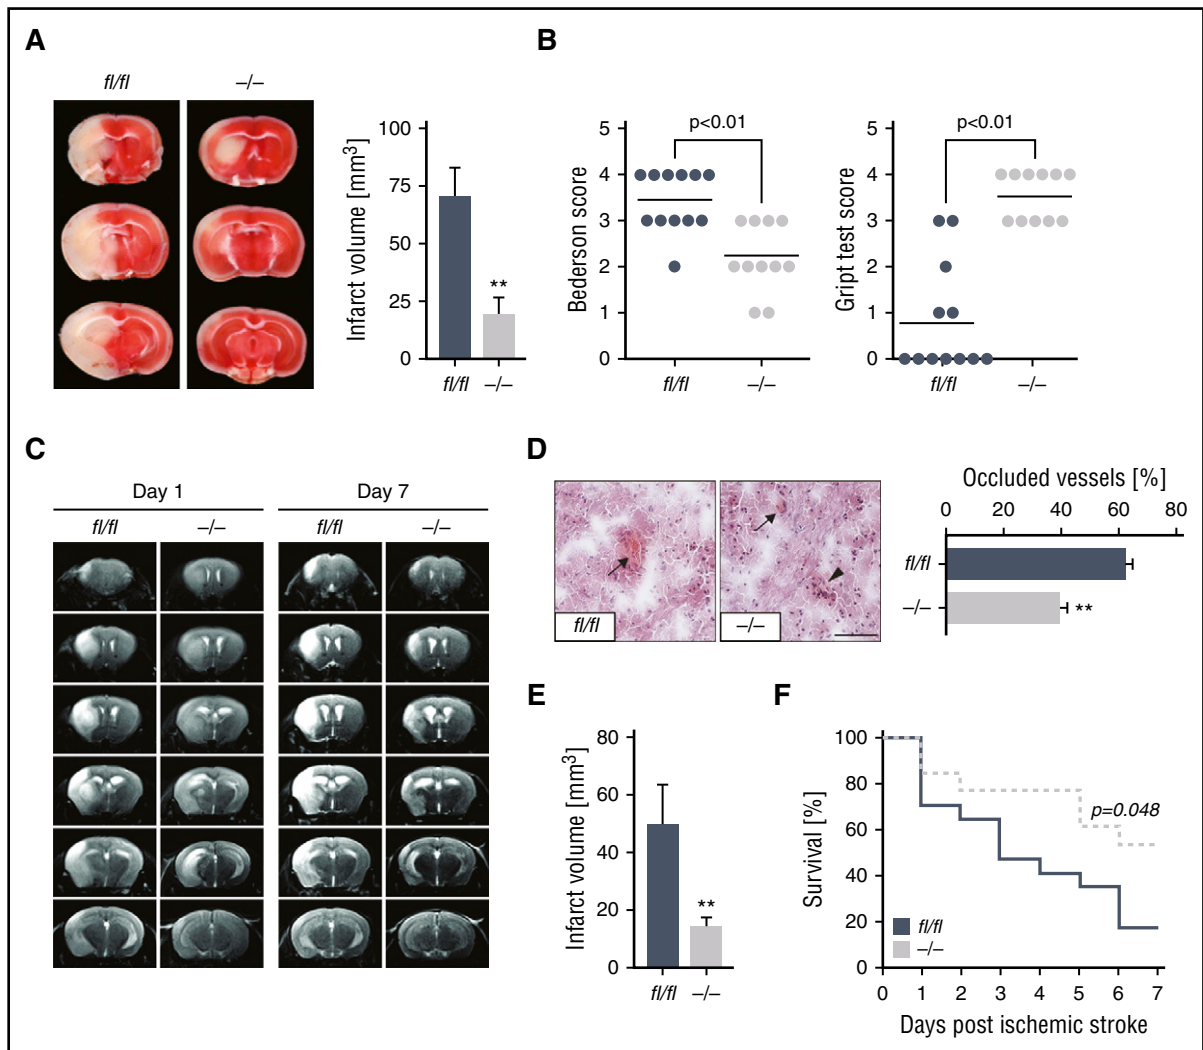 A
fl/fl
–/–
Infarct volume [mm³]
100
75
50
25
0
**
fl/fl
–/–
B
Bederson score
5
4
3
2
1
0
p<0.01
fl/fl
–/–
Gript test score
5
4
3
2
1
0
p<0.01
fl/fl
–/–
C
Day 1
Day 7
fl/fl
–/–
fl/fl
–/–
D
fl/fl
–/–
Occluded vessels [%]
0 20 40 60 80
fl/fl
–/–
**
E
Infarct volume [mm³]
80
60
40
20
0
**
fl/fl
–/–
F
Survival [%]
100
80
60
40
20
0
p=0.048
fl/fl
–/–
0 1 2 3 4 5 6 7
Days post ischemic stroke